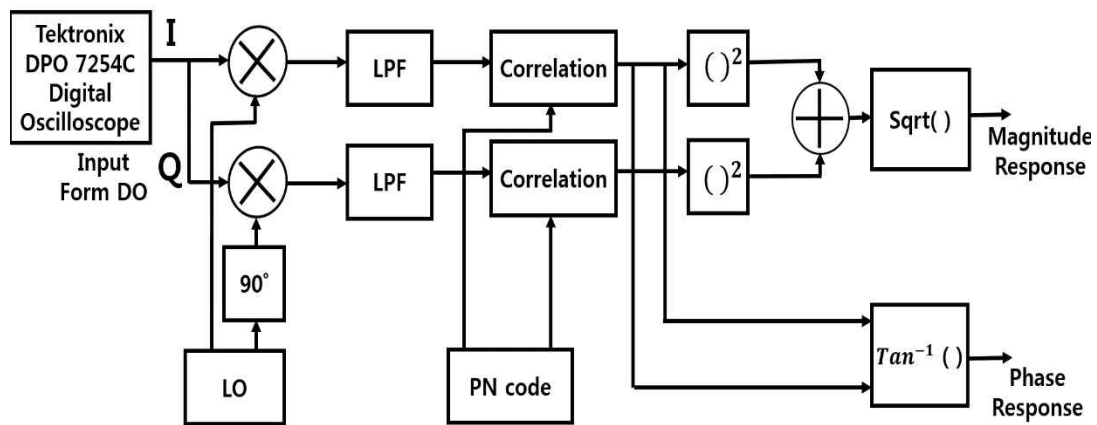 Tektronix
DPO 7254C
Digital
Oscilloscope
I
LPF
Correlation
( )²
Sqrt( )
Magnitude
Response
Input
Form DO
Q
LPF
Correlation
( )²
90°
LO
PN code
Tan⁻¹ ( )
Phase
Response